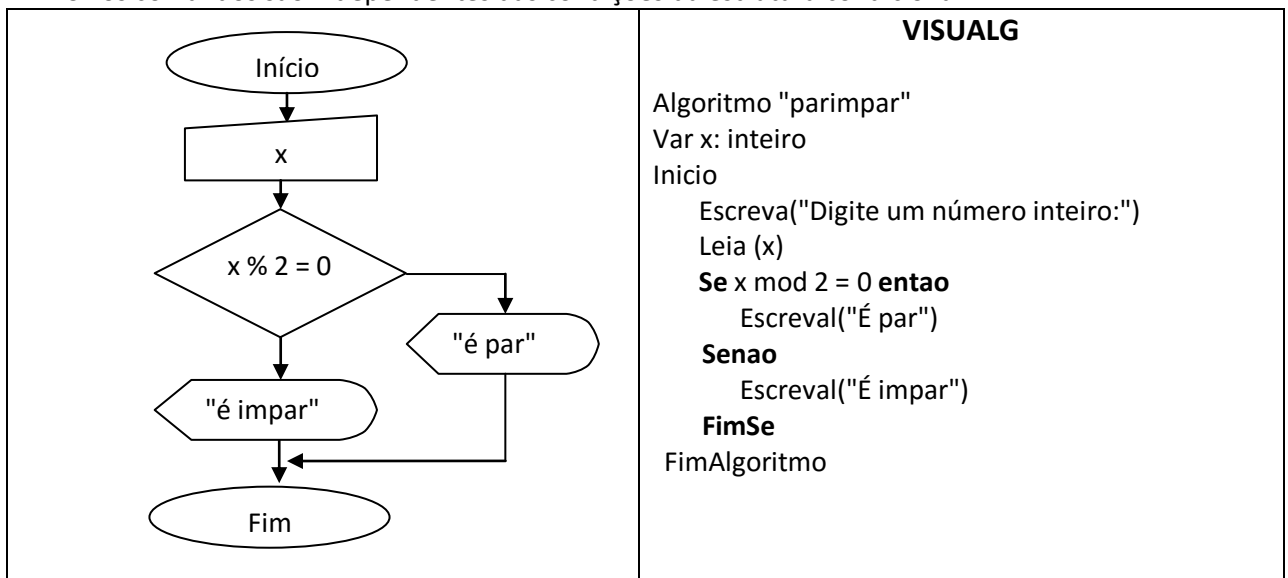 Início
x
x % 2 = 0
"é par"
"é impar"
Fim
VISUALG
Algoritmo "parimpar"
Var x: inteiro
Inicio
Escreva("Digite um número inteiro:")
Leia (x)
Se x mod 2 = 0 entao
Escreval("É par")
Senao
Escreval("É impar")
FimSe
FimAlgoritmo